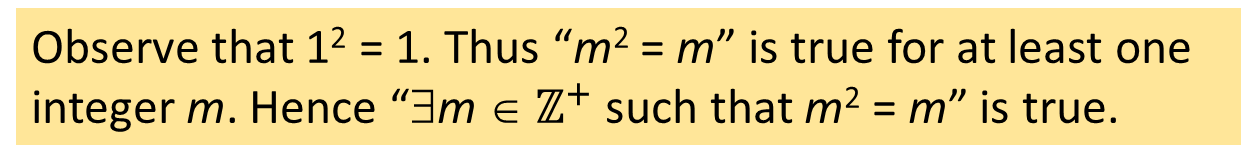 Observe that 1² = 1. Thus “m² = m” is true for at least one
integer m. Hence “∃m ∈ ℤ⁺ such that m² = m” is true.